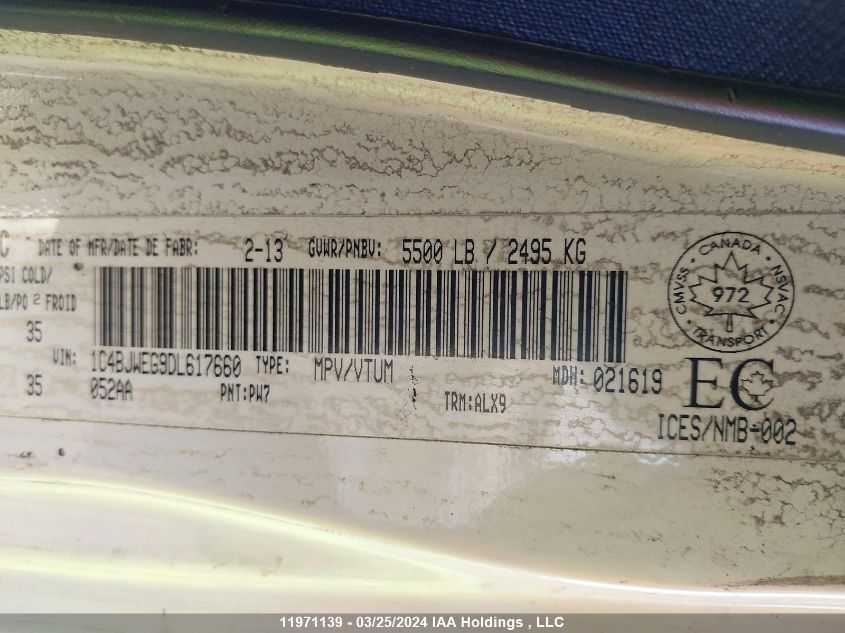 C DATE OF MFR/DATE DE FABR: 2-13 GVWR/PNBV: 5500 LB / 2495 KG
PSI COLD/
LB/PO 2 FROID
35
VIN: 1C4BJWEG9DL617660 TYPE: MPV/VTUM MDH: 021619
35 052AA PNT:PW7 TRM:ALX9
CMVSS • CANADA • NSVAC • TRANSPORT •
972
EC
ICES/NMB-002
11971139 - 03/25/2024 IAA Holdings , LLC